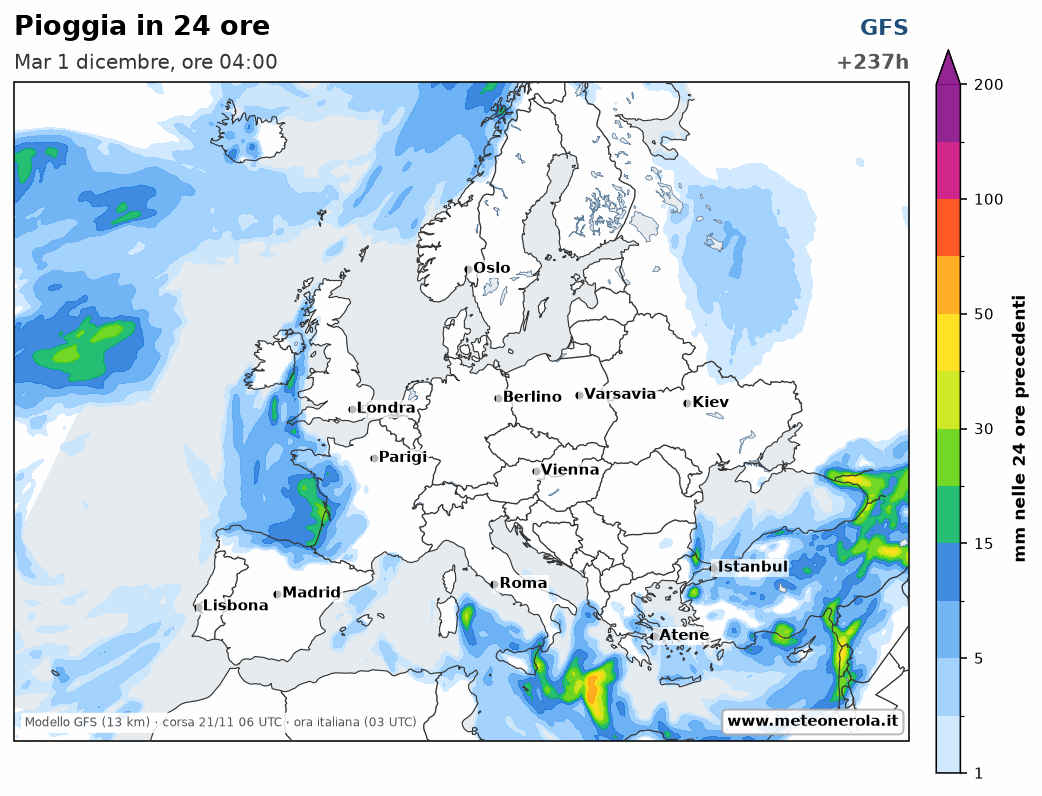 Pioggia in 24 ore
GFS
Mar 1 dicembre, ore 04:00
+237h
200
100
50
30
15
5
1
mm nelle 24 ore precedenti
Oslo
Berlino
Varsavia
Kiev
Londra
Parigi
Vienna
Istanbul
Roma
Madrid
Lisbona
Atene
Modello GFS (13 km) · corsa 21/11 06 UTC · ora italiana (03 UTC)
www.meteonerola.it